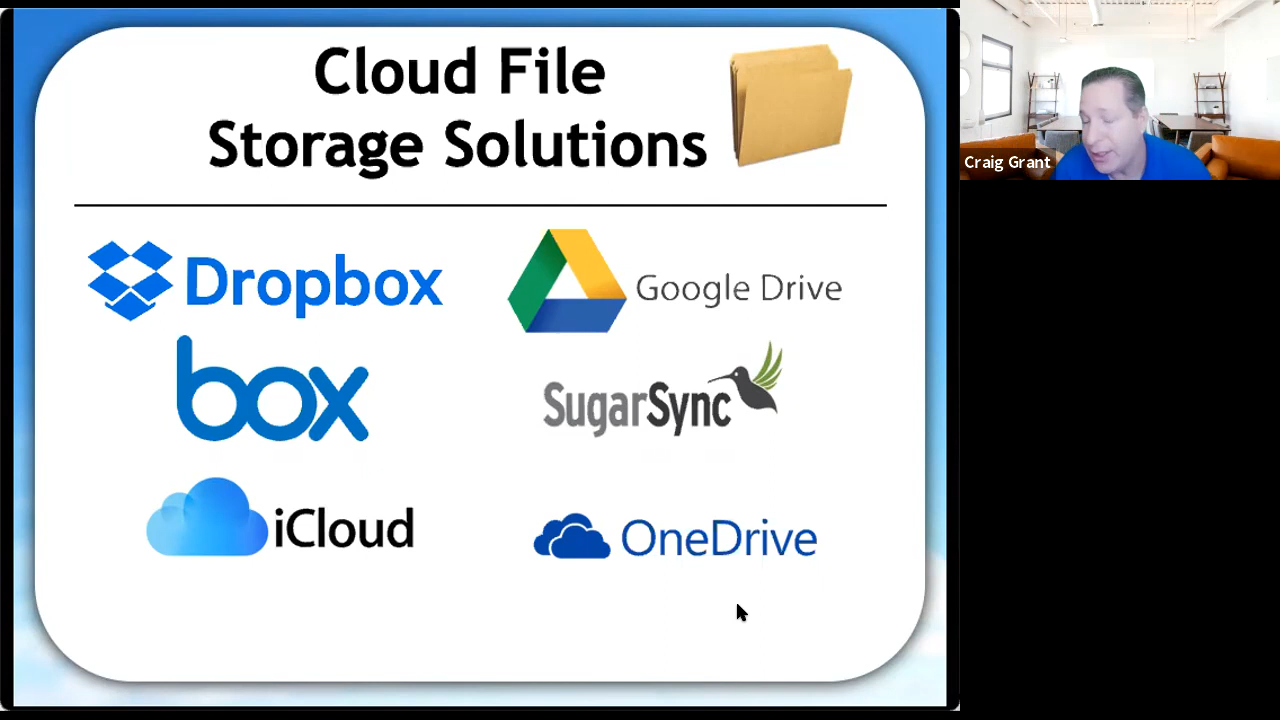 Cloud File
Storage Solutions
Dropbox
Google Drive
box
SugarSync
iCloud
OneDrive
Craig Grant